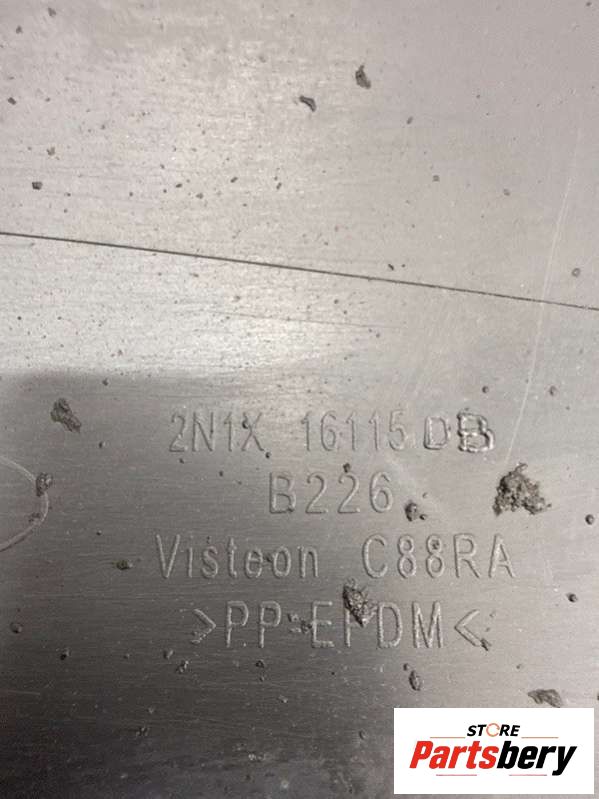 2N1X 16115 DB
B226
Visteon C88RA
>PP-EPDM<
STORE
Partsbery